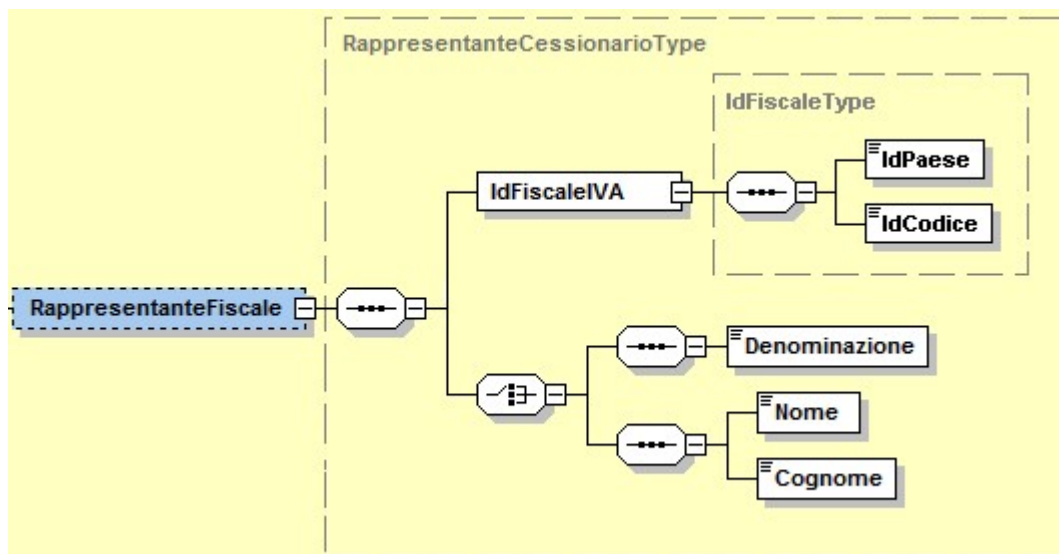 RappresentanteCessionarioType
IdFiscaleType
IdPaese
IdFiscaleIVA
IdCodice
RappresentanteFiscale
Denominazione
Nome
Cognome